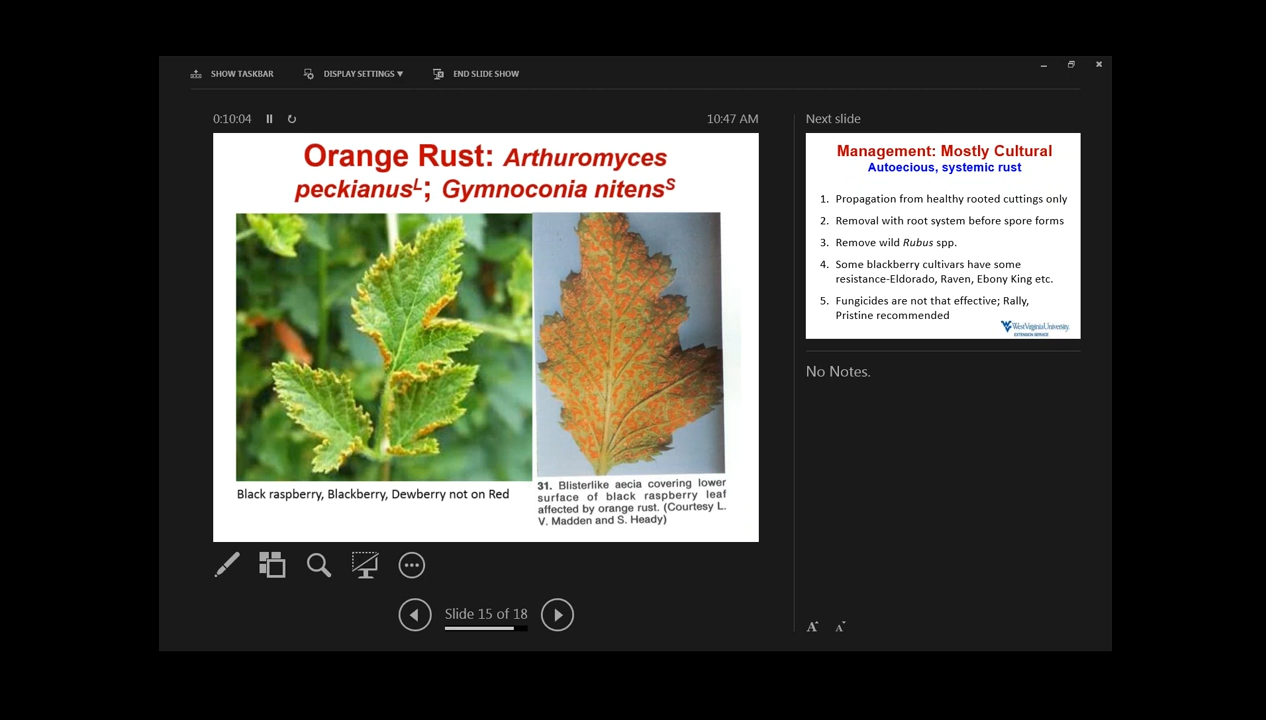 SHOW TASKBAR
DISPLAY SETTINGS ▼
END SLIDE SHOW
0:10:04
10:47 AM
Orange Rust: Arthuromyces
peckianusL; Gymnoconia nitensS
Black raspberry, Blackberry, Dewberry not on Red
31. Blisterlike aecia covering lower
surface of black raspberry leaf
affected by orange rust. (Courtesy L.
V. Madden and S. Heady)
Slide 15 of 18
Next slide
Management: Mostly Cultural
Autoecious, systemic rust
1. Propagation from healthy rooted cuttings only
2. Removal with root system before spore forms
3. Remove wild Rubus spp.
4. Some blackberry cultivars have some
resistance-Eldorado, Raven, Ebony King etc.
5. Fungicides are not that effective; Rally,
Pristine recommended
WestVirginiaUniversity
EXTENSION SERVICE
No Notes.
A A